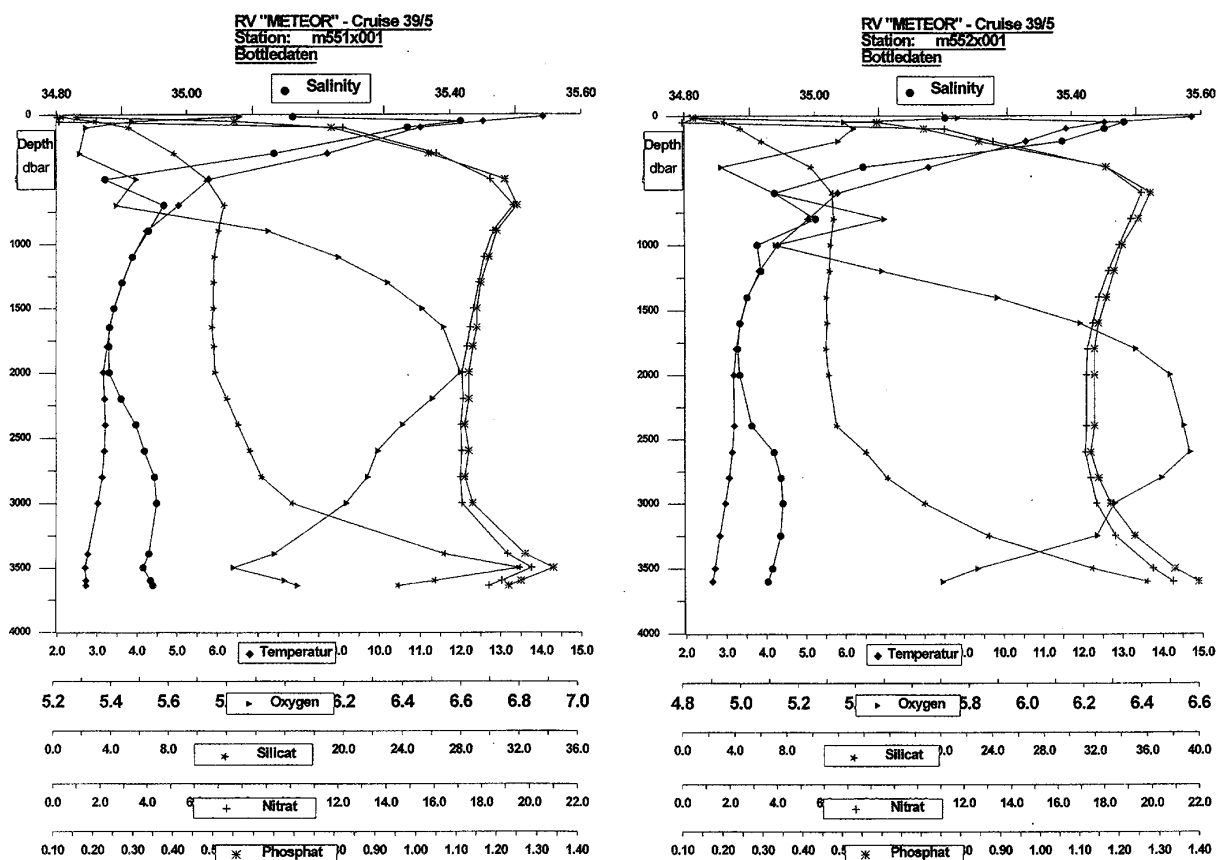 RV "METEOR" - Cruise 39/5
Station: m551x001
Bottledaten
Salinity
34.80 35.00 35.40 35.60
Depth
dbar
0
500
1000
1500
2000
2500
3000
3500
4000
2.0 3.0 4.0 5.0 6.0 Temperatur 10.0 11.0 12.0 13.0 14.0 15.0
5.2 5.4 5.6 Oxygen 6.4 6.6 6.8 7.0
0.0 4.0 8.0 Silicat 20.0 24.0 28.0 32.0 36.0
0.0 2.0 4.0 Nitrat 12.0 14.0 16.0 18.0 20.0 22.0
0.10 0.20 0.30 0.40 Phosphat 0.90 1.00 1.10 1.20 1.30 1.40
RV "METEOR" - Cruise 39/5
Station: m552x001
Bottledaten
Salinity
34.80 35.00 35.40 35.60
Depth
dbar
0
500
1000
1500
2000
2500
3000
3500
4000
2.0 3.0 4.0 5.0 6.0 Temperatur 10.0 11.0 12.0 13.0 14.0 15.0
4.8 5.0 5.2 Oxygen 6.0 6.2 6.4 6.6
0.0 4.0 8.0 Silicat 24.0 28.0 32.0 36.0 40.0
0.0 2.0 4.0 6.0 Nitrat 12.0 14.0 16.0 18.0 20.0 22.0
0.10 0.20 0.30 0.40 Phosphat 0.90 1.00 1.10 1.20 1.30 1.40